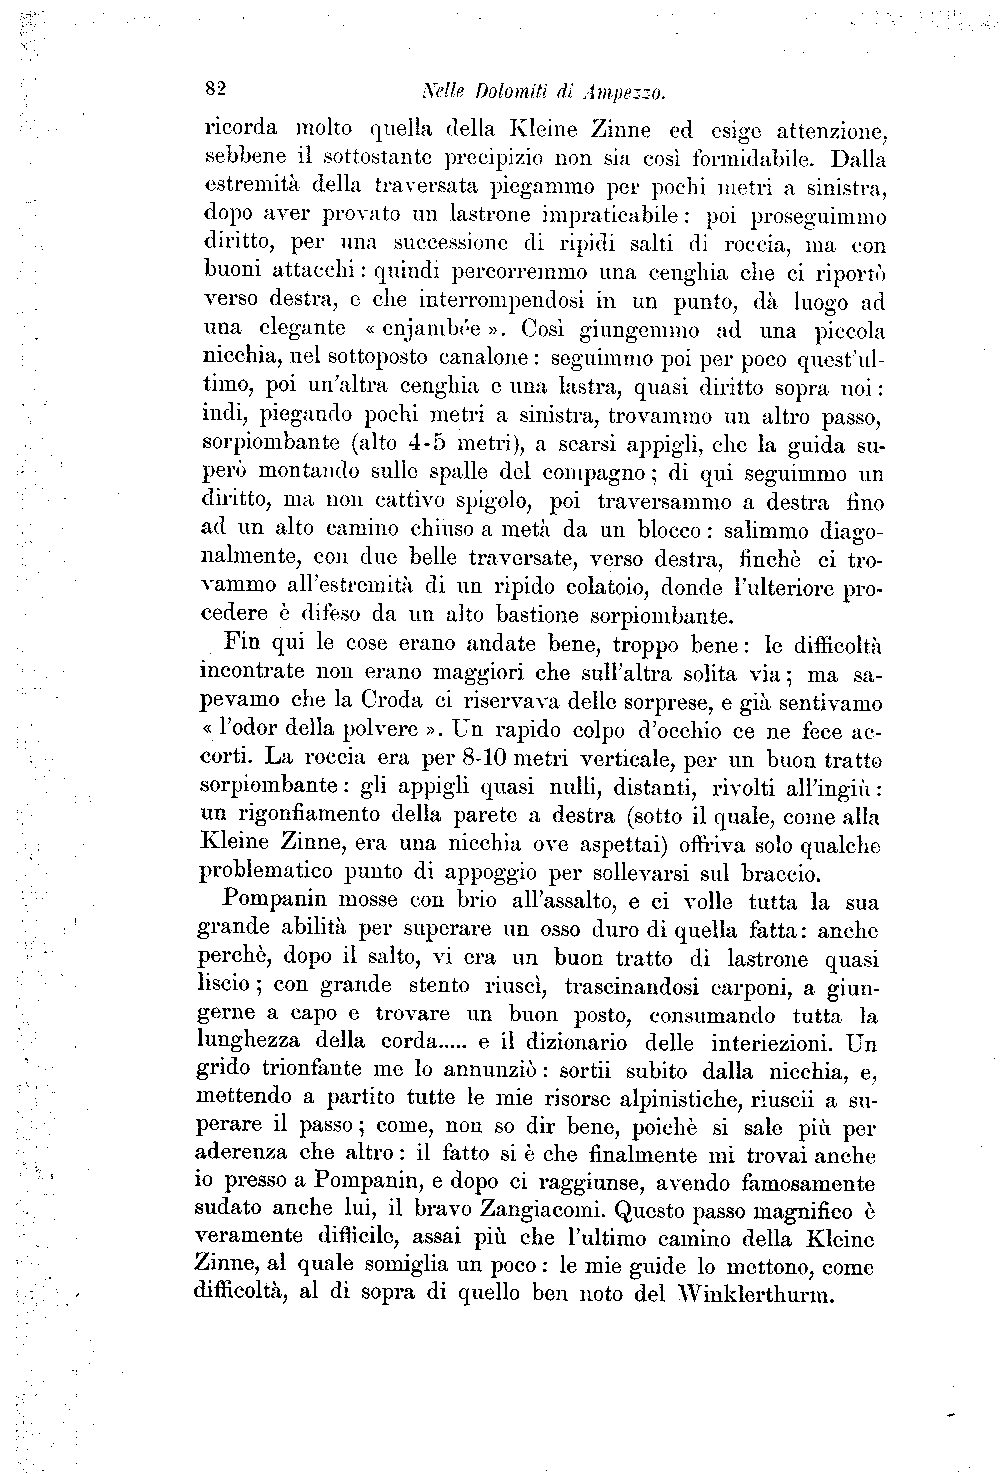 82 Nelle Dolomiti di Ampezzo.
ricorda molto quella della Kleine Zinne ed esige attenzione,
sebbene il sottostante precipizio non sia così formidabile. Dalla
estremità della traversata piegammo per pochi metri a sinistra,
dopo aver provato un lastrone impraticabile: poi proseguimmo
diritto, per una successione di ripidi salti di roccia, ma con
buoni attacchi: quindi percorremmo una cenghia che ci riportò
verso destra, e che interrompendosi in un punto, dà luogo ad
una elegante « enjambée ». Così giungemmo ad una piccola
nicchia, nel sottoposto canalone: seguimmo poi per poco quest'ul-
timo, poi un'altra cenghia e una lastra, quasi diritto sopra noi:
indi, piegando pochi metri a sinistra, trovammo un altro passo,
sorpiombante (alto 4-5 metri), a scarsi appigli, che la guida su-
però montando sulle spalle del compagno; di qui seguimmo un
diritto, ma non cattivo spigolo, poi traversammo a destra fino
ad un alto camino chiuso a metà da un blocco: salimmo diago-
nalmente, con due belle traversate, verso destra, finchè ci tro-
vammo all'estremità di un ripido colatoio, donde l'ulteriore pro-
cedere è difeso da un alto bastione sorpiombante.
Fin qui le cose erano andate bene, troppo bene: le difficoltà
incontrate non erano maggiori che sull'altra solita via; ma sa-
pevamo che la Croda ci riservava delle sorprese, e già sentivamo
« l'odor della polvere ». Un rapido colpo d'occhio ce ne fece ac-
corti. La roccia era per 8-10 metri verticale, per un buon tratto
sorpiombante: gli appigli quasi nulli, distanti, rivolti all'ingiù:
un rigonfiamento della parete a destra (sotto il quale, come alla
Kleine Zinne, era una nicchia ove aspettai) offriva solo qualche
problematico punto di appoggio per sollevarsi sul braccio.
Pompanin mosse con brio all'assalto, e ci volle tutta la sua
grande abilità per superare un osso duro di quella fatta: anche
perchè, dopo il salto, vi era un buon tratto di lastrone quasi
liscio; con grande stento riuscì, trascinandosi carponi, a giun-
gerne a capo e trovare un buon posto, consumando tutta la
lunghezza della corda..... e il dizionario delle interiezioni. Un
grido trionfante me lo annunziò: sortii subito dalla nicchia, e,
mettendo a partito tutte le mie risorse alpinistiche, riuscii a su-
perare il passo; come, non so dir bene, poichè si sale più per
aderenza che altro: il fatto si è che finalmente mi trovai anche
io presso a Pompanin, e dopo ci raggiunse, avendo famosamente
sudato anche lui, il bravo Zangiacomi. Questo passo magnifico è
veramente difficile, assai più che l'ultimo camino della Kleine
Zinne, al quale somiglia un poco: le mie guide lo mettono, come
difficoltà, al di sopra di quello ben noto del Winklerthurm.